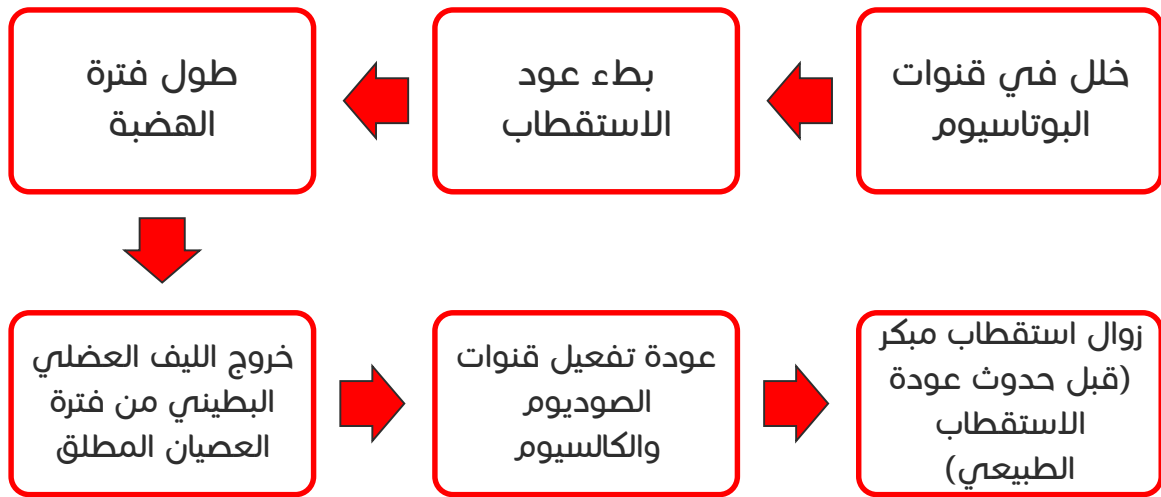 خلل في قنوات
البوتاسيوم
بطء عود
الاستقطاب
طول فترة
الهضبة
خروج الليف العضلي
البطيني من فترة
العصيان المطلق
عودة تفعيل قنوات
الصوديوم
والكالسيوم
زوال استقطاب مبكر
(قبل حدوث عودة
الاستقطاب
الطبيعي)